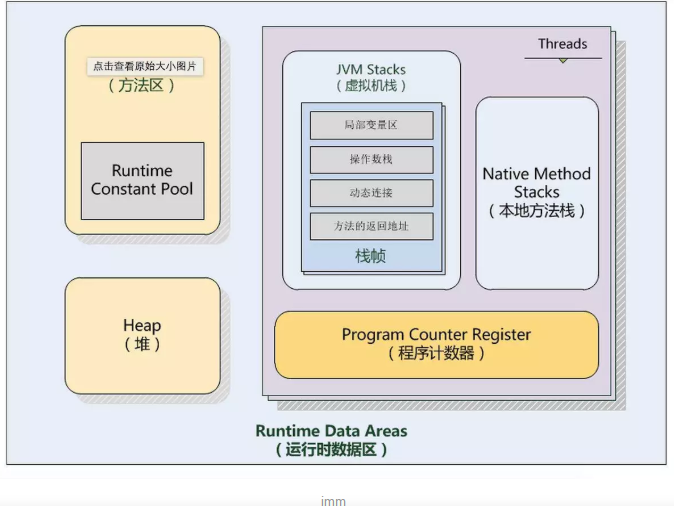 点击查看原始大小图片
（方法区）
Runtime
Constant Pool
Heap
（堆）
Threads
JVM Stacks
（虚拟机栈）
局部变量区
操作数栈
动态连接
方法的返回地址
栈帧
Native Method
Stacks
（本地方法栈）
Program Counter Register
（程序计数器）
Runtime Data Areas
（运行时数据区）
jmm